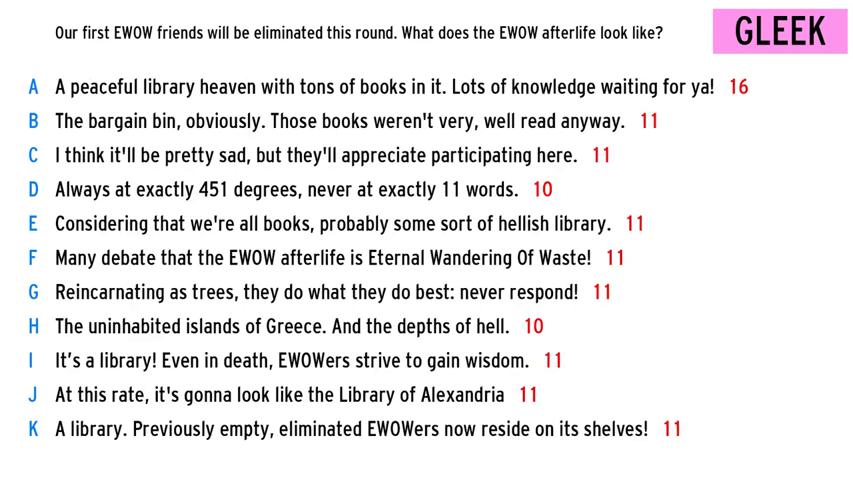 Our first EWOW friends will be eliminated this round. What does the EWOW afterlife look like?
GLEEK
A A peaceful library heaven with tons of books in it. Lots of knowledge waiting for ya! 16
B The bargain bin, obviously. Those books weren't very, well read anyway. 11
C I think it'll be pretty sad, but they'll appreciate participating here. 11
D Always at exactly 451 degrees, never at exactly 11 words. 10
E Considering that we're all books, probably some sort of hellish library. 11
F Many debate that the EWOW afterlife is Eternal Wandering Of Waste! 11
G Reincarnating as trees, they do what they do best: never respond! 11
H The uninhabited islands of Greece. And the depths of hell. 10
I It’s a library! Even in death, EWOWers strive to gain wisdom. 11
J At this rate, it's gonna look like the Library of Alexandria 11
K A library. Previously empty, eliminated EWOWers now reside on its shelves! 11